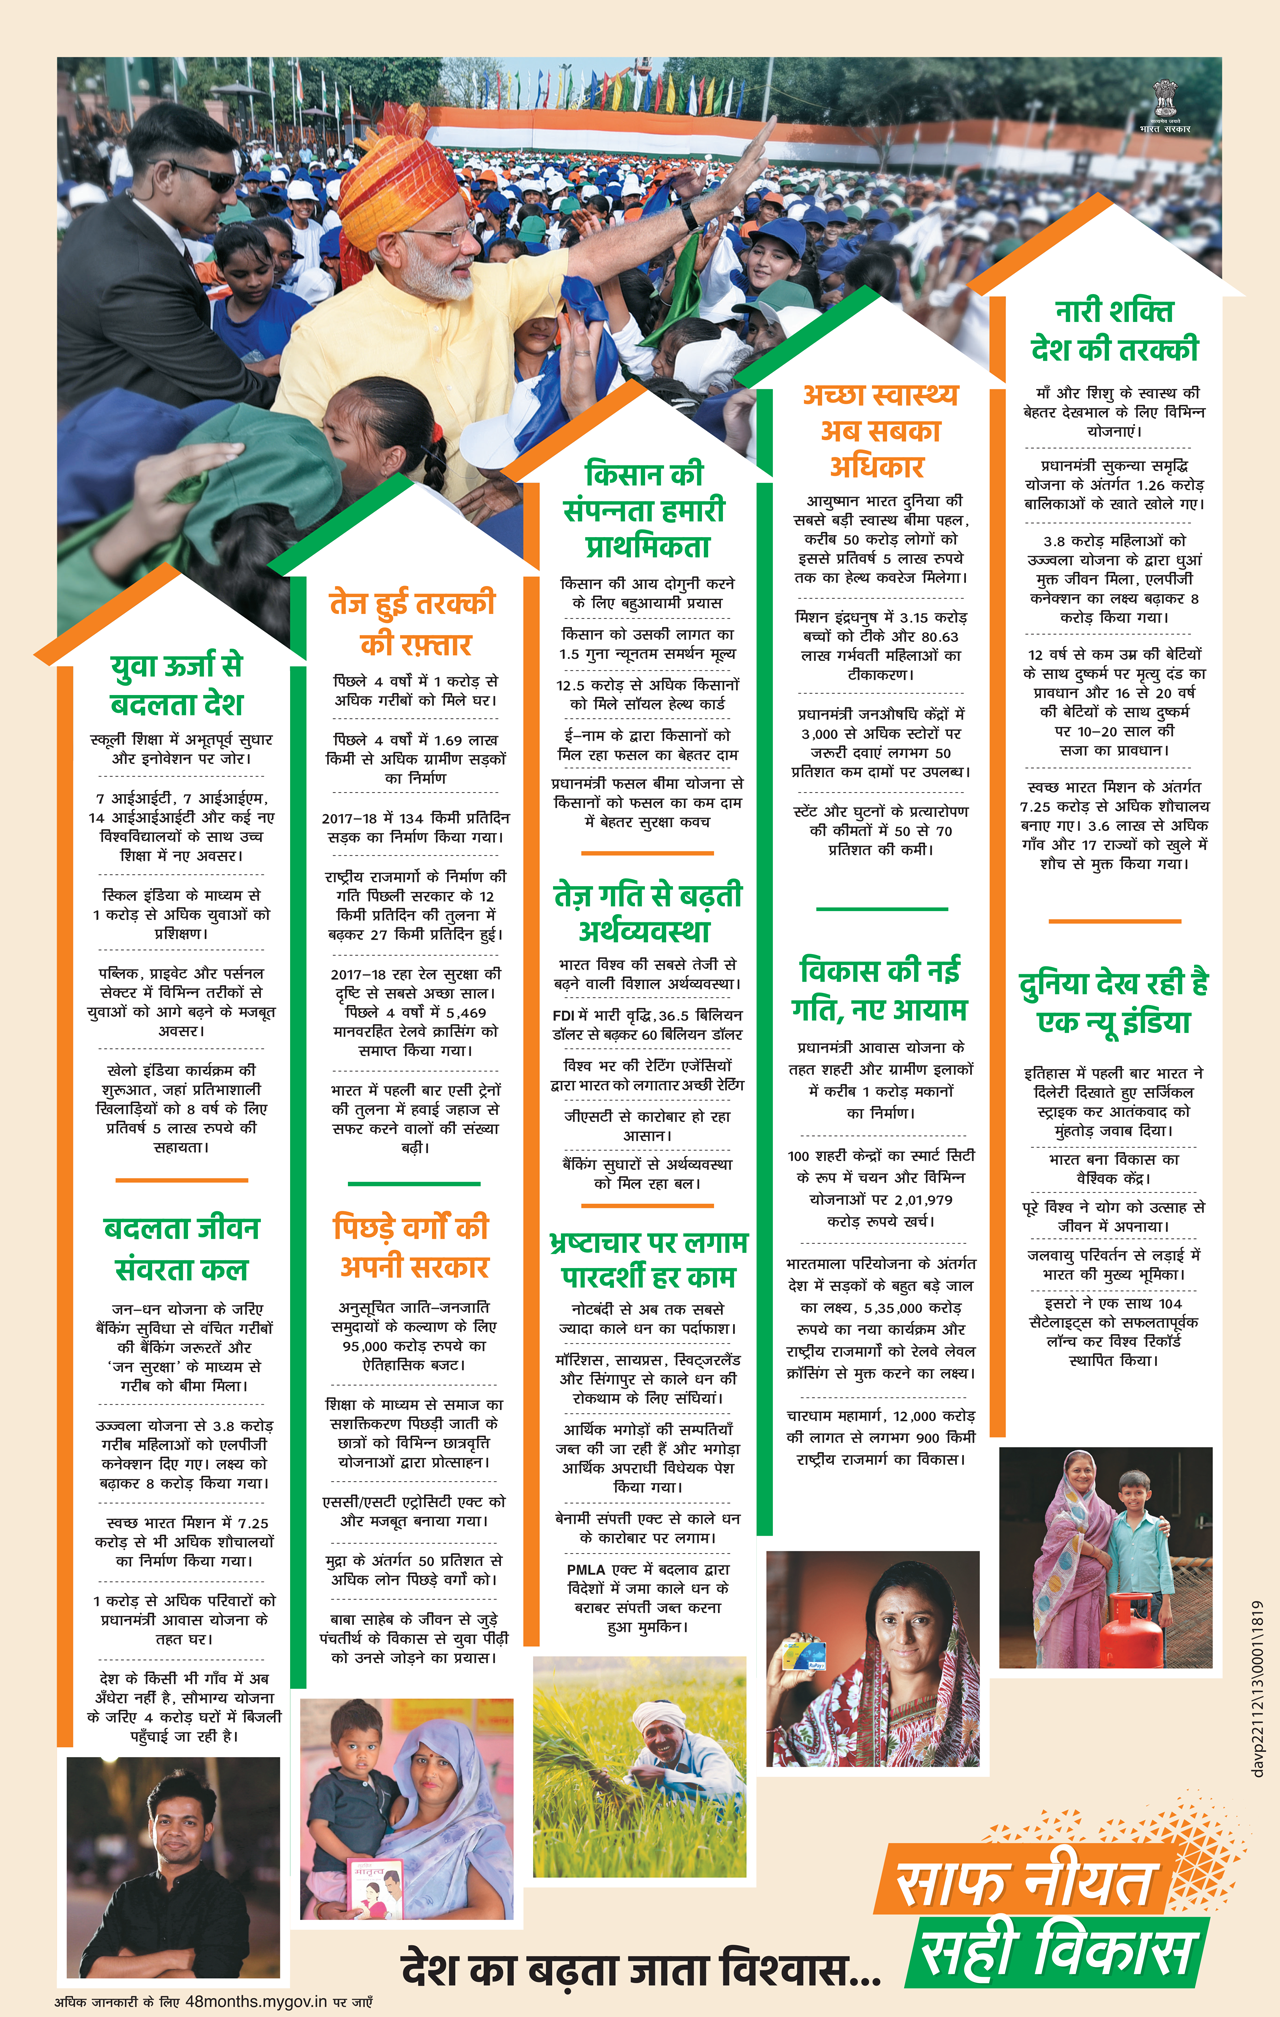 सत्यमेव जयते
भारत सरकार
युवा ऊर्जा से
बदलता देश
स्कूली शिक्षा में अभूतपूर्व सुधार
और इनोवेशन पर जोर।
7 आईआईटी, 7 आईआईएम,
14 आईआईआईटी और कई नए
विश्वविद्यालयों के साथ उच्च
शिक्षा में नए अवसर।
स्किल इंडिया के माध्यम से
1 करोड़ से अधिक युवाओं को
प्रशिक्षण।
पब्लिक, प्राइवेट और पर्सनल
सेक्टर में विभिन्न तरीकों से
युवाओं को आगे बढ़ने के मजबूत
अवसर।
खेलो इंडिया कार्यक्रम की
शुरूआत, जहां प्रतिभाशाली
खिलाड़ियों को 8 वर्ष के लिए
प्रतिवर्ष 5 लाख रुपये की
सहायता।
बदलता जीवन
संवरता कल
जन-धन योजना के जरिए
बैंकिंग सुविधा से वंचित गरीबों
की बैंकिंग जरूरतें और
'जन सुरक्षा' के माध्यम से
गरीब को बीमा मिला।
उज्ज्वला योजना से 3.8 करोड़
गरीब महिलाओं को एलपीजी
कनेक्शन दिए गए। लक्ष्य को
बढ़ाकर 8 करोड़ किया गया।
स्वच्छ भारत मिशन में 7.25
करोड़ से भी अधिक शौचालयों
का निर्माण किया गया।
1 करोड़ से अधिक परिवारों को
प्रधानमंत्री आवास योजना के
तहत घर।
देश के किसी भी गाँव में अब
अँधेरा नहीं है, सौभाग्य योजना
के जरिए 4 करोड़ घरों में बिजली
पहुँचाई जा रही है।
तेज हुई तरक्की
की रफ़्तार
पिछले 4 वर्षों में 1 करोड़ से
अधिक गरीबों को मिले घर।
पिछले 4 वर्षों में 1.69 लाख
किमी से अधिक ग्रामीण सड़कों
का निर्माण
2017-18 में 134 किमी प्रतिदिन
सड़क का निर्माण किया गया।
राष्ट्रीय राजमार्गों के निर्माण की
गति पिछली सरकार के 12
किमी प्रतिदिन की तुलना में
बढ़कर 27 किमी प्रतिदिन हुई।
2017-18 रहा रेल सुरक्षा की
दृष्टि से सबसे अच्छा साल।
पिछले 4 वर्षों में 5,469
मानवरहित रेलवे क्रासिंग को
समाप्त किया गया।
भारत में पहली बार एसी ट्रेनों
की तुलना में हवाई जहाज से
सफर करने वालों की संख्या
बढ़ी।
पिछड़े वर्गों की
अपनी सरकार
अनुसूचित जाति-जनजाति
समुदायों के कल्याण के लिए
95,000 करोड़ रुपये का
ऐतिहासिक बजट।
शिक्षा के माध्यम से समाज का
सशक्तिकरण पिछड़ी जाती के
छात्रों को विभिन्न छात्रवृत्ति
योजनाओं द्वारा प्रोत्साहन।
एससी/एसटी एट्रोसिटी एक्ट को
और मजबूत बनाया गया।
मुद्रा के अंतर्गत 50 प्रतिशत से
अधिक लोन पिछड़े वर्गों को।
बाबा साहेब के जीवन से जुड़े
पंचतीर्थ के विकास से युवा पीढ़ी
को उनसे जोड़ने का प्रयास।
मातृत्व
किसान की
संपन्नता हमारी
प्राथमिकता
किसान की आय दोगुनी करने
के लिए बहुआयामी प्रयास
किसान को उसकी लागत का
1.5 गुना न्यूनतम समर्थन मूल्य
12.5 करोड़ से अधिक किसानों
को मिले सॉयल हेल्थ कार्ड
ई-नाम के द्वारा किसानों को
मिल रहा फसल का बेहतर दाम
प्रधानमंत्री फसल बीमा योजना से
किसानों को फसल का कम दाम
में बेहतर सुरक्षा कवच
तेज़ गति से बढ़ती
अर्थव्यवस्था
भारत विश्व की सबसे तेजी से
बढ़ने वाली विशाल अर्थव्यवस्था।
FDI में भारी वृद्धि,36.5 बिलियन
डॉलर से बढ़कर 60 बिलियन डॉलर
विश्व भर की रेटिंग एजेंसियों
द्वारा भारत को लगातार अच्छी रेटिंग
जीएसटी से कारोबार हो रहा
आसान।
बैंकिंग सुधारों से अर्थव्यवस्था
को मिल रहा बल।
भ्रष्टाचार पर लगाम
पारदर्शी हर काम
नोटबंदी से अब तक सबसे
ज्यादा काले धन का पर्दाफाश।
मॉरिशस, सायप्रस, स्विट्जरलैंड
और सिंगापुर से काले धन की
रोकथाम के लिए संधियां।
आर्थिक भगोड़ों की सम्पतियाँ
जब्त की जा रही हैं और भगोड़ा
आर्थिक अपराधी विधेयक पेश
किया गया।
बेनामी संपत्ती एक्ट से काले धन
के कारोबार पर लगाम।
PMLA एक्ट में बदलाव द्वारा
विदेशों में जमा काले धन के
बराबर संपत्ती जब्त करना
हुआ मुमकिन।
अच्छा स्वास्थ्य
अब सबका
अधिकार
आयुष्मान भारत दुनिया की
सबसे बड़ी स्वास्थ बीमा पहल,
करीब 50 करोड़ लोगों को
इससे प्रतिवर्ष 5 लाख रुपये
तक का हेल्थ कवरेज मिलेगा।
मिशन इंद्रधनुष में 3.15 करोड़
बच्चों को टीके और 80.63
लाख गर्भवती महिलाओं का
टीकाकरण।
प्रधानमंत्री जनऔषधि केंद्रों में
3,000 से अधिक स्टोरों पर
जरूरी दवाएं लगभग 50
प्रतिशत कम दामों पर उपलब्ध।
स्टेंट और घुटनों के प्रत्यारोपण
की कीमतों में 50 से 70
प्रतिशत की कमी।
विकास की नई
गति, नए आयाम
प्रधानमंत्री आवास योजना के
तहत शहरी और ग्रामीण इलाकों
में करीब 1 करोड़ मकानों
का निर्माण।
100 शहरी केन्द्रों का स्मार्ट सिटी
के रूप में चयन और विभिन्न
योजनाओं पर 2,01,979
करोड़ रूपये खर्च।
भारतमाला परियोजना के अंतर्गत
देश में सड़कों के बहुत बड़े जाल
का लक्ष्य, 5,35,000 करोड़
रूपये का नया कार्यक्रम और
राष्ट्रीय राजमार्गों को रेलवे लेवल
क्रॉसिंग से मुक्त करने का लक्ष्य।
चारधाम महामार्ग, 12,000 करोड़
की लागत से लगभग 900 किमी
राष्ट्रीय राजमार्ग का विकास।
RuPay
नारी शक्ति
देश की तरक्की
माँ और शिशु के स्वास्थ की
बेहतर देखभाल के लिए विभिन्न
योजनाएं।
प्रधानमंत्री सुकन्या समृद्धि
योजना के अंतर्गत 1.26 करोड़
बालिकाओं के खाते खोले गए।
3.8 करोड़ महिलाओं को
उज्ज्वला योजना के द्वारा धुआं
मुक्त जीवन मिला, एलपीजी
कनेक्शन का लक्ष्य बढ़ाकर 8
करोड़ किया गया।
12 वर्ष से कम उम्र की बेटियों
के साथ दुष्कर्म पर मृत्यु दंड का
प्रावधान और 16 से 20 वर्ष
की बेटियों के साथ दुष्कर्म
पर 10-20 साल की
सजा का प्रावधान।
स्वच्छ भारत मिशन के अंतर्गत
7.25 करोड़ से अधिक शौचालय
बनाए गए। 3.6 लाख से अधिक
गाँव और 17 राज्यों को खुले में
शौच से मुक्त किया गया।
दुनिया देख रही है
एक न्यू इंडिया
इतिहास में पहली बार भारत ने
दिलेरी दिखाते हुए सर्जिकल
स्ट्राइक कर आतंकवाद को
मुंहतोड़ जवाब दिया।
भारत बना विकास का
वैश्विक केंद्र।
पूरे विश्व ने योग को उत्साह से
जीवन में अपनाया।
जलवायु परिवर्तन से लड़ाई में
भारत की मुख्य भूमिका।
इसरो ने एक साथ 104
सैटेलाइट्स को सफलतापूर्वक
लॉन्च कर विश्व रिकॉर्ड
स्थापित किया।
davp22112\13\0001\1819
साफ नीयत
सही विकास
देश का बढ़ता जाता विश्वास...
अधिक जानकारी के लिए 48months.mygov.in पर जाएँ